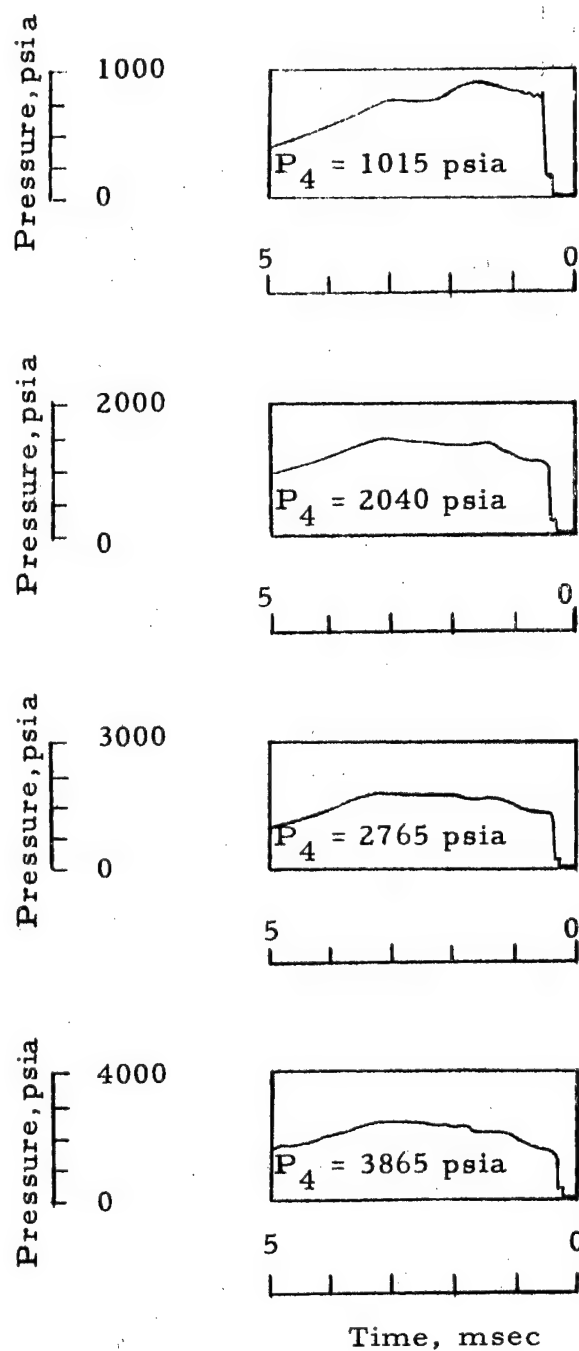 Pressure, psia
1000
0
P4 = 1015 psia
5 0
Pressure, psia
2000
0
P4 = 2040 psia
5 0
Pressure, psia
3000
0
P4 = 2765 psia
5 0
Pressure, psia
4000
0
P4 = 3865 psia
5 0
Time, msec